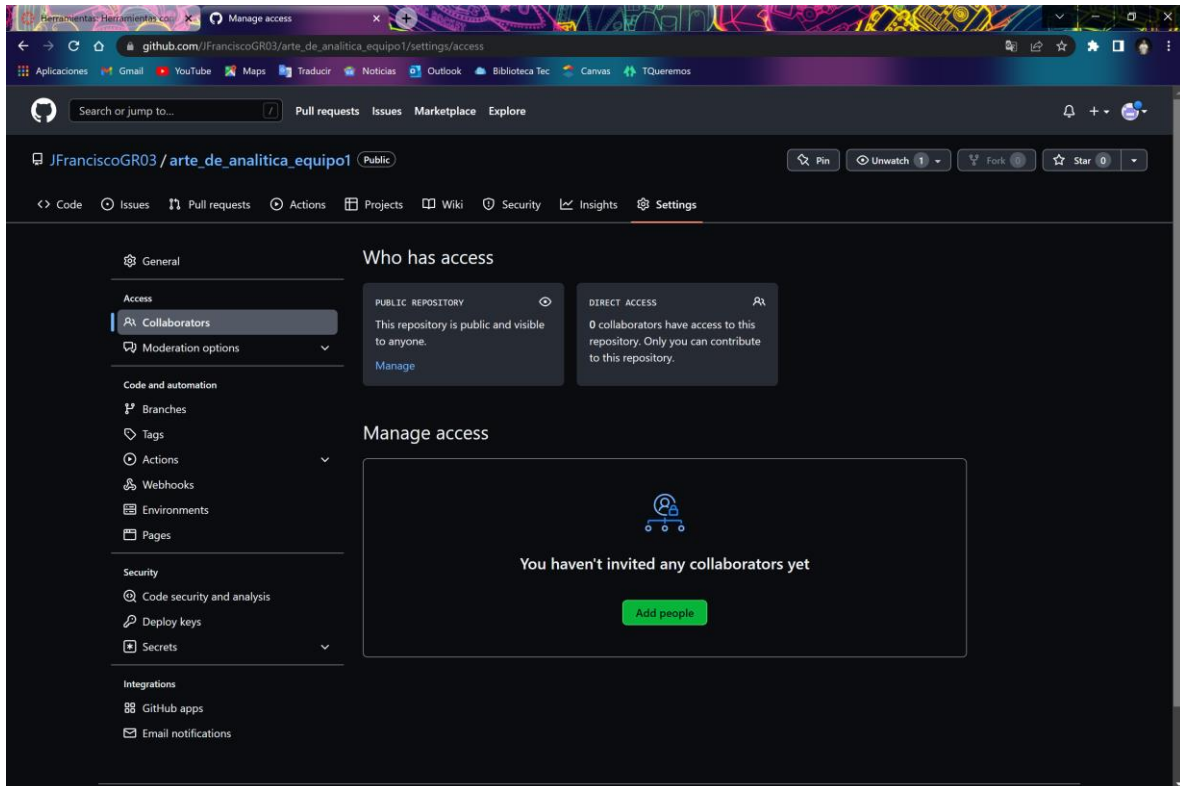 Herramientas: Herramientas co
Manage access
github.com/JFranciscoGR03/arte_de_analitica_equipo1/settings/access
Aplicaciones Gmail YouTube Maps Traducir Noticias Outlook Biblioteca Tec Canvas TQueremos
Search or jump to... / Pull requests Issues Marketplace Explore
JFranciscoGR03 / arte_de_analitica_equipo1 Public
Pin Unwatch 1 Fork 0 Star 0
Code Issues Pull requests Actions Projects Wiki Security Insights Settings
General
Access
Collaborators
Moderation options
Code and automation
Branches
Tags
Actions
Webhooks
Environments
Pages
Security
Code security and analysis
Deploy keys
Secrets
Integrations
GitHub apps
Email notifications
Who has access
PUBLIC REPOSITORY
This repository is public and visible
to anyone.
Manage
DIRECT ACCESS
0 collaborators have access to this
repository. Only you can contribute
to this repository.
Manage access
You haven't invited any collaborators yet
Add people